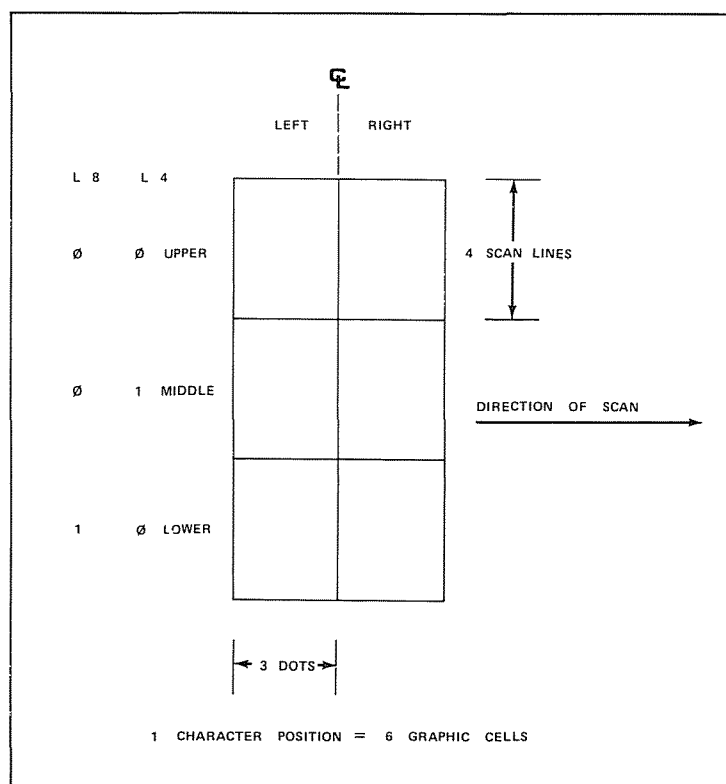 ℄
LEFT RIGHT
L 8 L 4
Ø Ø UPPER 4 SCAN LINES
Ø 1 MIDDLE
DIRECTION OF SCAN
1 Ø LOWER
3 DOTS
1 CHARACTER POSITION = 6 GRAPHIC CELLS